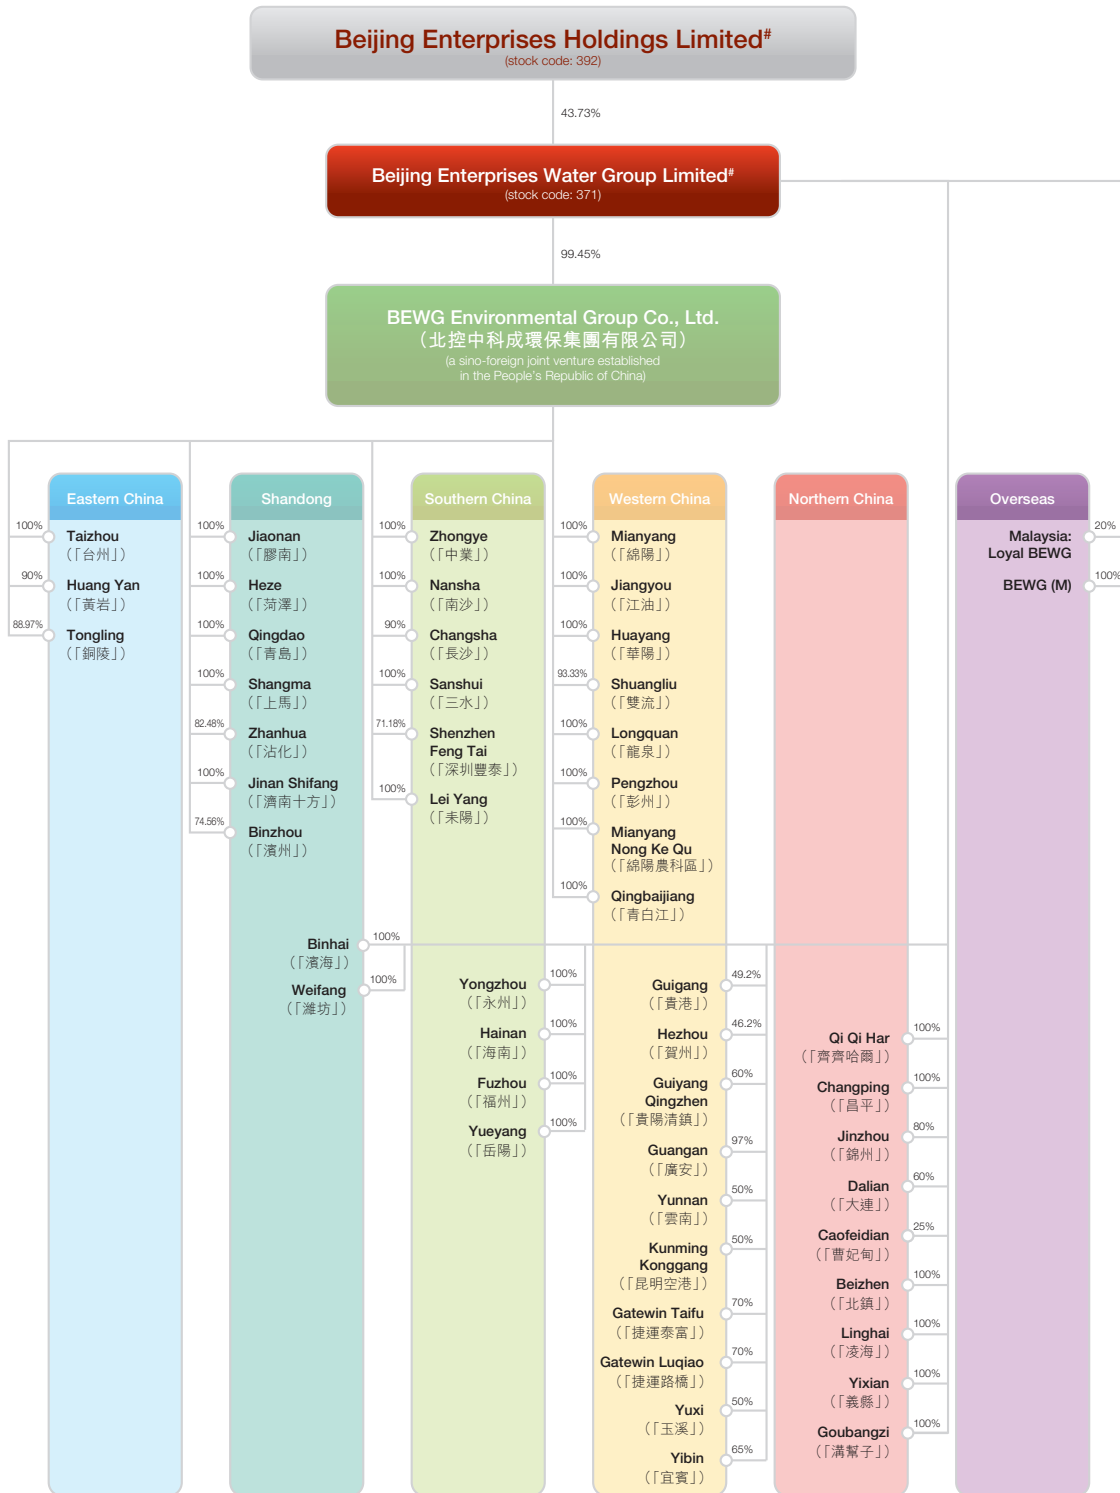 Beijing Enterprises Holdings Limited#
(stock code: 392)
43.73%
Beijing Enterprises Water Group Limited#
(stock code: 371)
99.45%
BEWG Environmental Group Co., Ltd.
（北控中科成環保集團有限公司）
(a sino-foreign joint venture established
in the People's Republic of China)
Eastern China
100%
Taizhou
（「台州」）
90%
Huang Yan
（「黃岩」）
88.97%
Tongling
（「銅陵」）
Shandong
100%
Jiaonan
（「膠南」）
100%
Heze
（「菏澤」）
100%
Qingdao
（「青島」）
100%
Shangma
（「上馬」）
82.48%
Zhanhua
（「沾化」）
100%
Jinan Shifang
（「濟南十方」）
74.56%
Binzhou
（「濱州」）
Binhai
100%
（「濱海」）
Weifang
100%
（「濰坊」）
Southern China
100%
Zhongye
（「中業」）
100%
Nansha
（「南沙」）
90%
Changsha
（「長沙」）
100%
Sanshui
（「三水」）
71.18%
Shenzhen
Feng Tai
（「深圳豐泰」）
100%
Lei Yang
（「耒陽」）
Yongzhou
100%
（「永州」）
Hainan
100%
（「海南」）
Fuzhou
100%
（「福州」）
Yueyang
100%
（「岳陽」）
Western China
100%
Mianyang
（「綿陽」）
100%
Jiangyou
（「江油」）
100%
Huayang
（「華陽」）
93.33%
Shuangliu
（「雙流」）
100%
Longquan
（「龍泉」）
100%
Pengzhou
（「彭州」）
100%
Mianyang
Nong Ke Qu
（「綿陽農科區」）
100%
Qingbaijiang
（「青白江」）
Guigang
49.2%
（「貴港」）
Hezhou
46.2%
（「賀州」）
Guiyang
60%
Qingzhen
（「貴陽清鎮」）
Guangan
97%
（「廣安」）
Yunnan
50%
（「雲南」）
Kunming
50%
Konggang
（「昆明空港」）
Gatewin Taifu
70%
（「捷運泰富」）
Gatewin Luqiao
70%
（「捷運路橋」）
Yuxi
50%
（「玉溪」）
Yibin
65%
（「宜賓」）
Northern China
Qi Qi Har
100%
（「齊齊哈爾」）
Changping
100%
（「昌平」）
Jinzhou
80%
（「錦州」）
Dalian
60%
（「大連」）
Caofeidian
25%
（「曹妃甸」）
Beizhen
100%
（「北鎮」）
Linghai
100%
（「凌海」）
Yixian
100%
（「義縣」）
Goubangzi
100%
（「溝幫子」）
Overseas
Malaysia:
20%
Loyal BEWG
BEWG (M)
100%